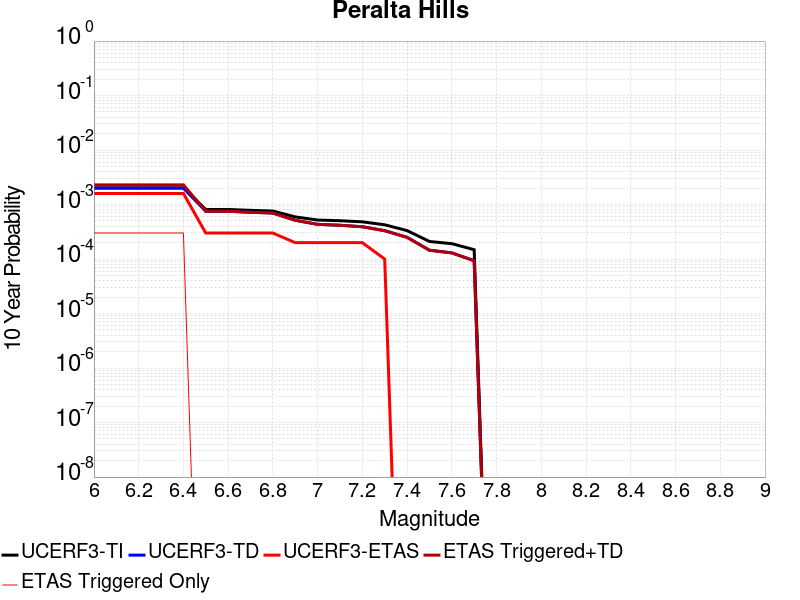 Peralta Hills
10^0
10^-1
10^-2
10^-3
10^-4
10^-5
10^-6
10^-7
10^-8
10 Year Probability
6 6.2 6.4 6.6 6.8 7 7.2 7.4 7.6 7.8 8 8.2 8.4 8.6 8.8 9
Magnitude
UCERF3-TI UCERF3-TD UCERF3-ETAS ETAS Triggered+TD
ETAS Triggered Only